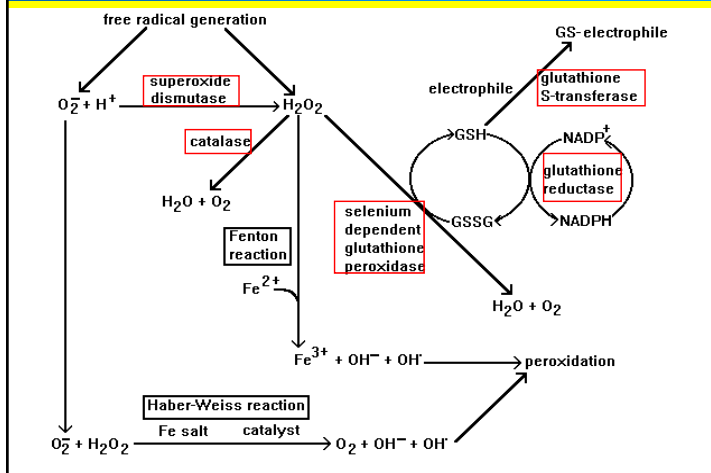 free radical generation
GS-electrophile
superoxide
dismutase
electrophile
glutathione
S-transferase
O₂⁻ + H⁺
H₂O₂
GSH
NADP⁺
catalase
glutathione
reductase
H₂O + O₂
selenium
dependent
glutathione
peroxidase
GSSG
NADPH
Fenton
reaction
Fe²⁺
H₂O + O₂
Fe³⁺ + OH⁻ + OH·
peroxidation
Haber-Weiss reaction
Fe salt catalyst
O₂⁻ + H₂O₂
O₂ + OH⁻ + OH·